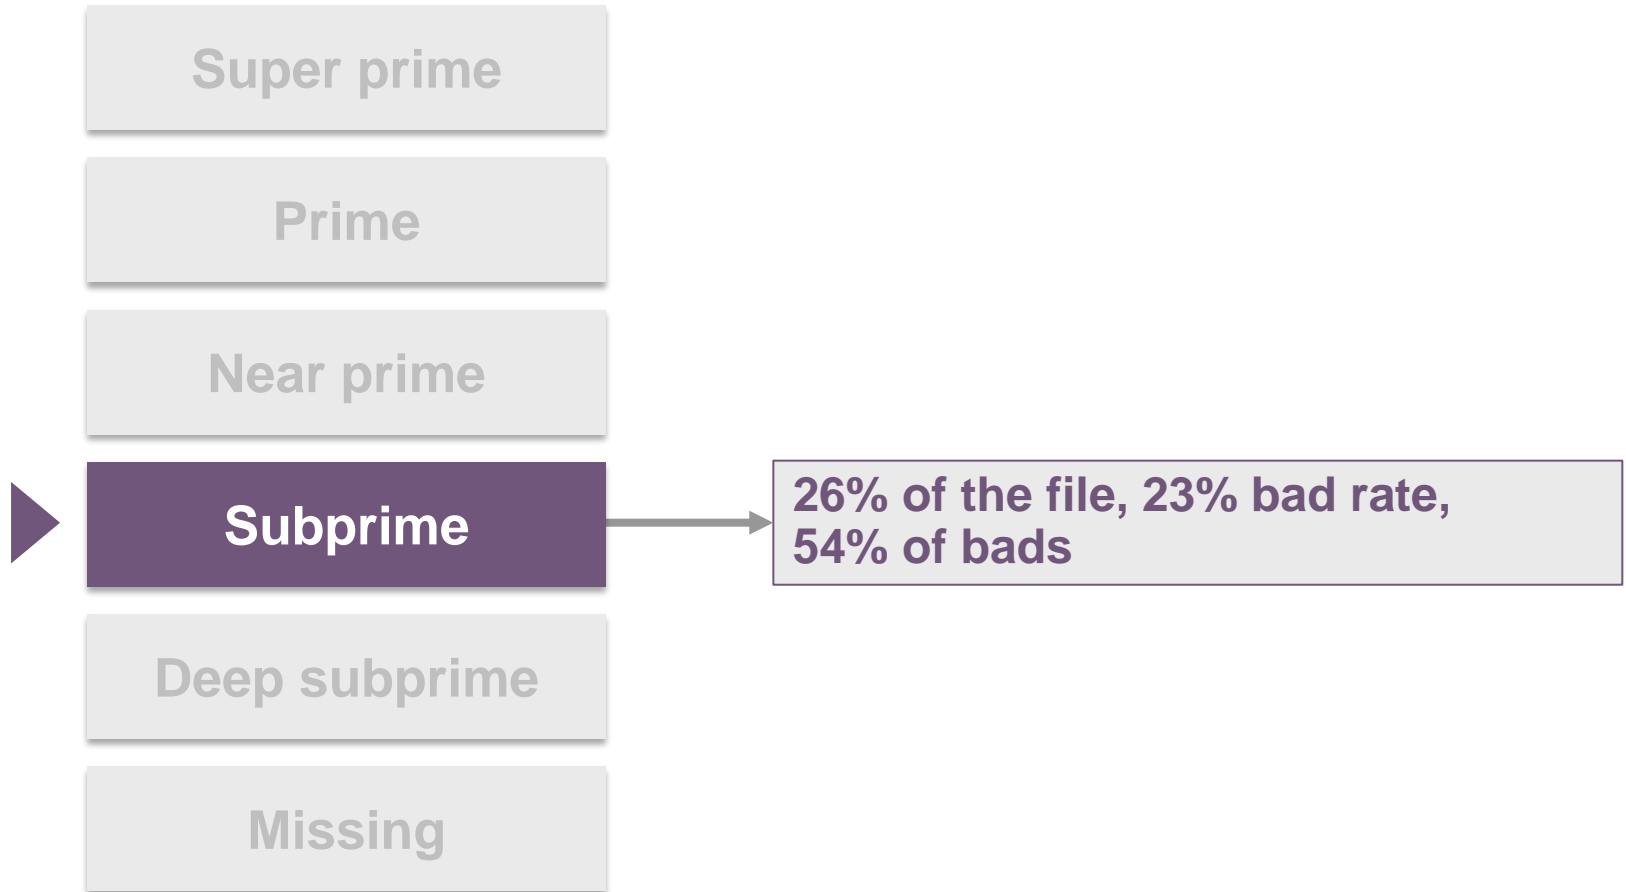 Super prime
Prime
Near prime
Subprime
26% of the file, 23% bad rate,
54% of bads
Deep subprime
Missing